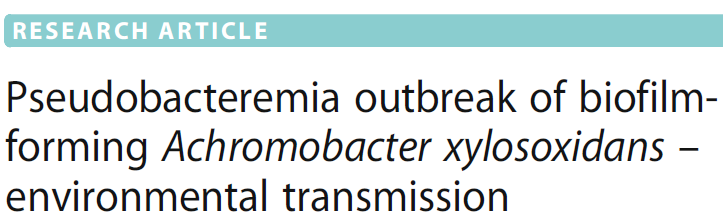 RESEARCH ARTICLE
Pseudobacteremia outbreak of biofilm-
forming Achromobacter xylosoxidans –
environmental transmission